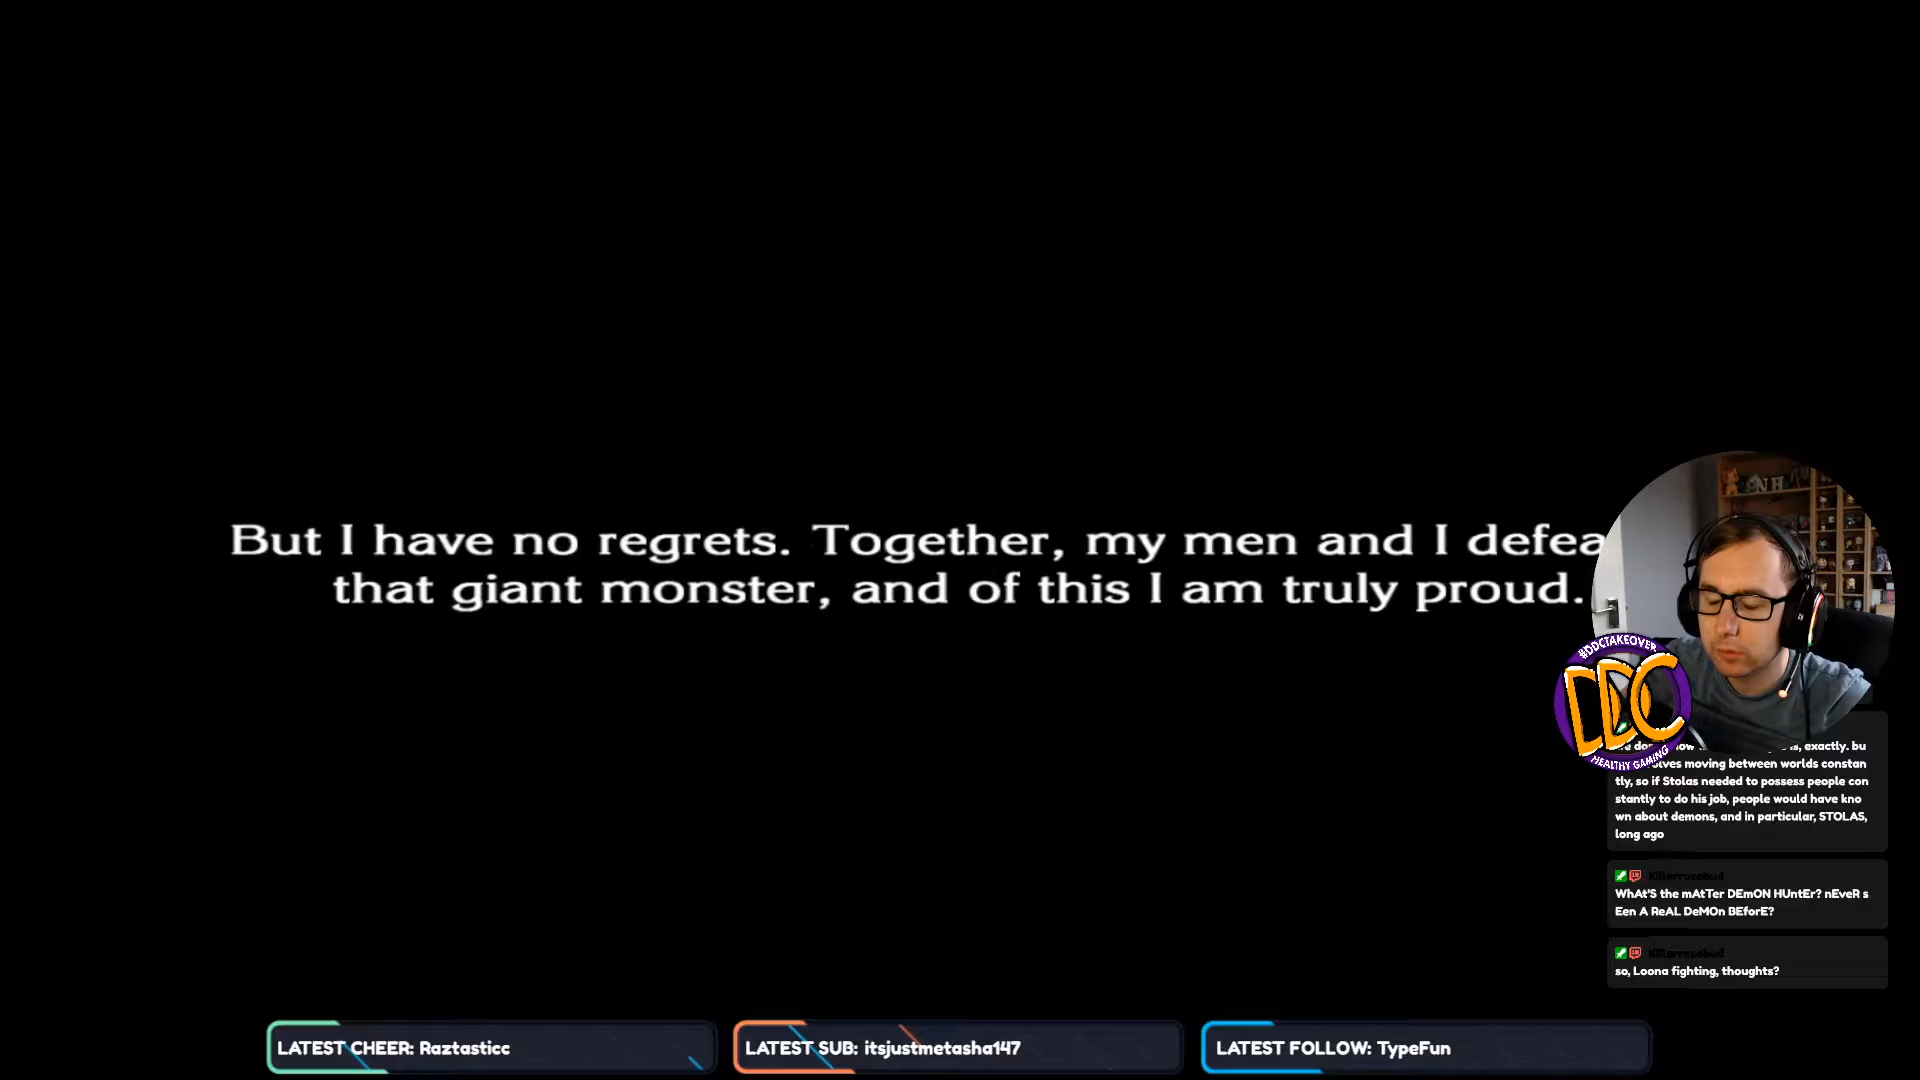 But I have no regrets. Together, my men and I defea
that giant monster, and of this I am truly proud.
NH
#DDCTAKEOVER
DDC
HEALTHY GAMING
exactly. bu
moving between worlds constan
tly, so if Stolas needed to possess people con
stantly to do his job, people would have kno
wn about demons, and in particular, STOLAS,
long ago
Killerrosebud
WhAt'S the mAtTer DEmON HUntEr? nEveR s
Een A ReAL DeMOn BEforE?
Killerrosebud
so, Loona fighting, thoughts?
LATEST CHEER: Raztasticc
LATEST SUB: itsjustmetasha147
LATEST FOLLOW: TypeFun